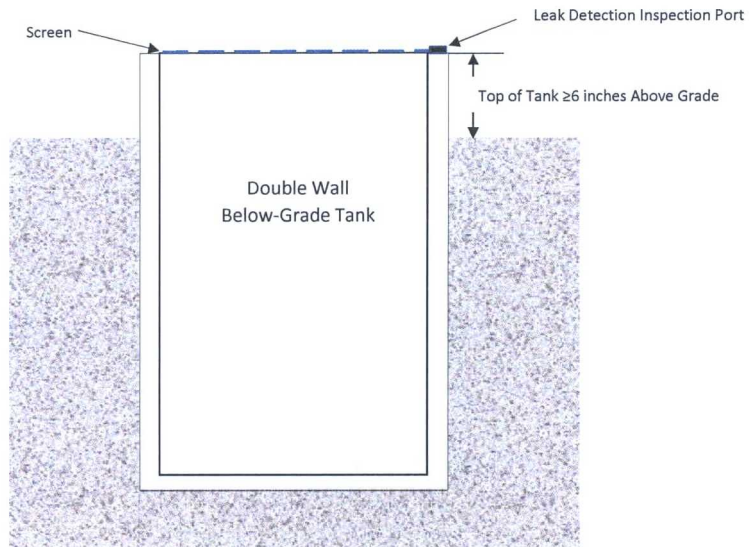 Leak Detection Inspection Port
Screen
Top of Tank ≥6 inches Above Grade
Double Wall
Below-Grade Tank